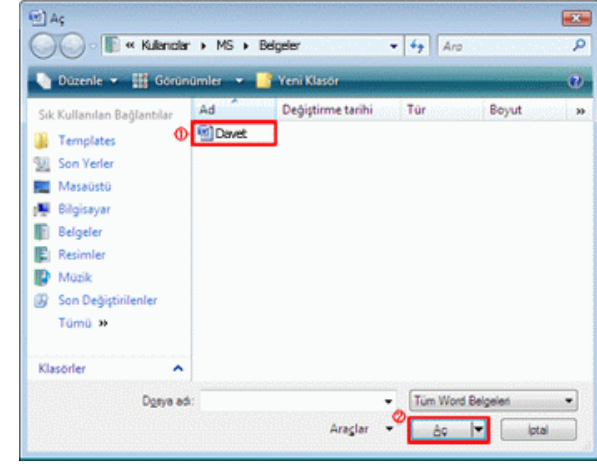 Aç
« Kullanıcılar ▸ MS ▸ Belgeler
Ara
Düzenle
Görünümler
Yeni Klasör
Sık Kullanılan Bağlantılar
Ad
Değiştirme tarihi
Tür
Boyut
»
① Davet
Templates
Son Yerler
Masaüstü
Bilgisayar
Belgeler
Resimler
Müzik
Son Değiştirilenler
Tümü »
Klasörler
Dosya adı:
Tüm Word Belgeleri
Araçlar
② Aç
İptal